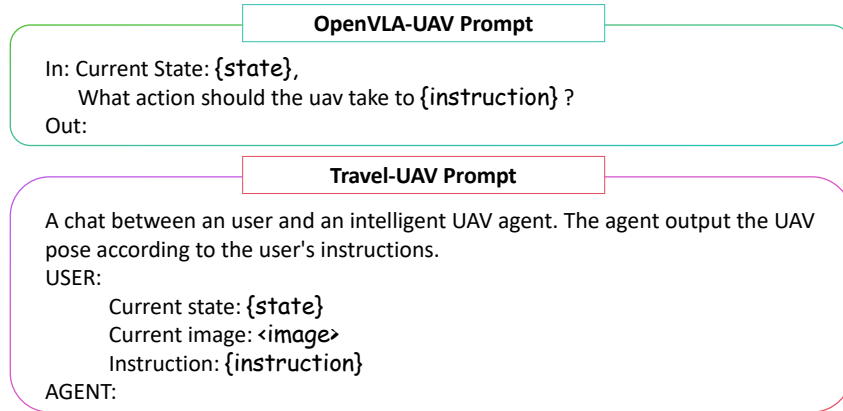 OpenVLA-UAV Prompt
In: Current State: {state},
What action should the uav take to {instruction} ?
Out:
Travel-UAV Prompt
A chat between an user and an intelligent UAV agent. The agent output the UAV
pose according to the user's instructions.
USER:
Current state: {state}
Current image: <image>
Instruction: {instruction}
AGENT: